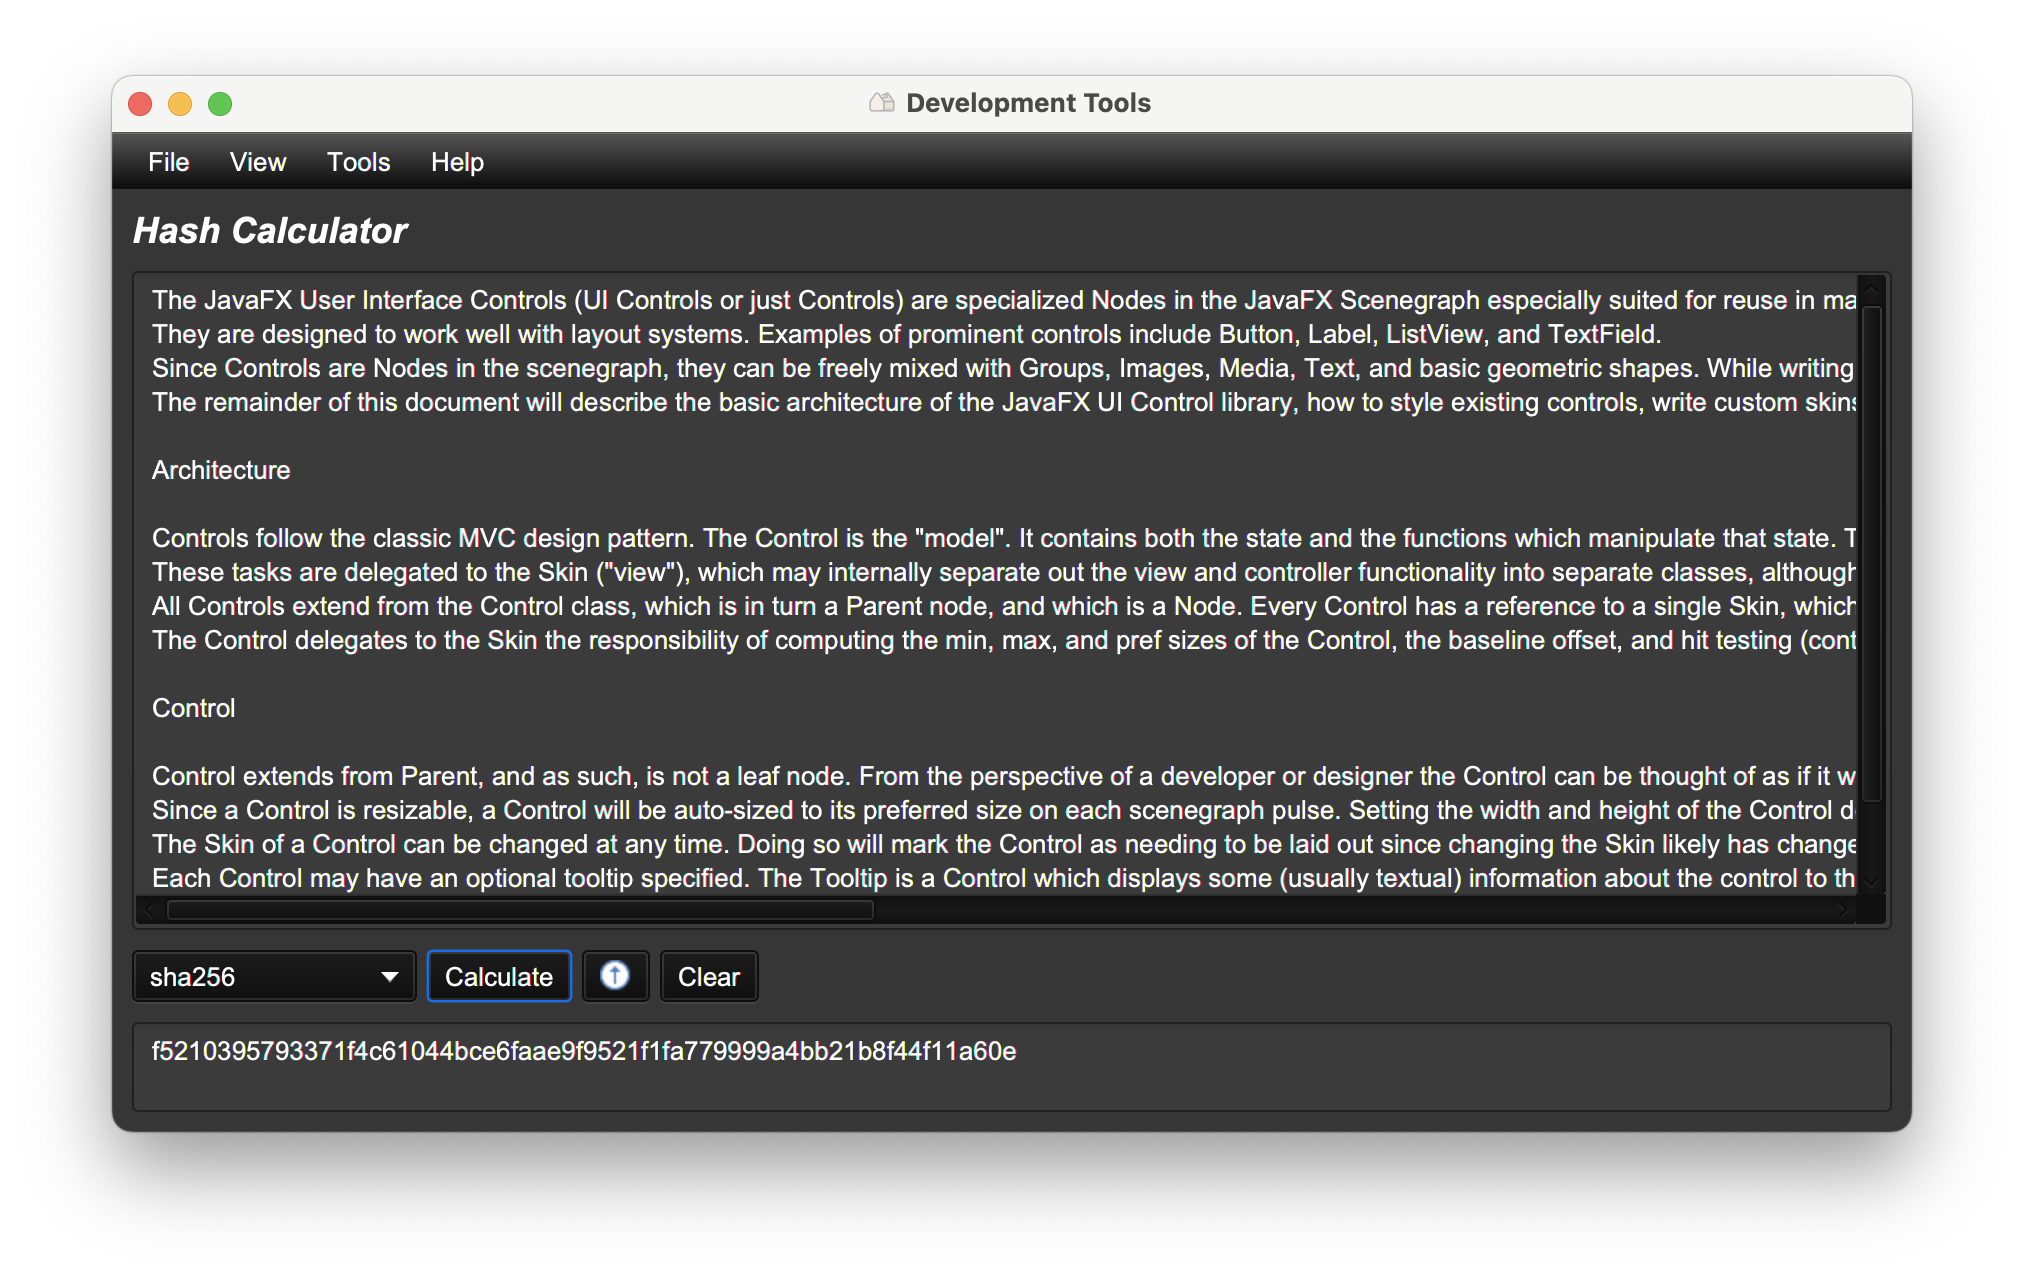 Development Tools
File View Tools Help
Hash Calculator
The JavaFX User Interface Controls (UI Controls or just Controls) are specialized Nodes in the JavaFX Scenegraph especially suited for reuse in ma
They are designed to work well with layout systems. Examples of prominent controls include Button, Label, ListView, and TextField.
Since Controls are Nodes in the scenegraph, they can be freely mixed with Groups, Images, Media, Text, and basic geometric shapes. While writing
The remainder of this document will describe the basic architecture of the JavaFX UI Control library, how to style existing controls, write custom skins
Architecture
Controls follow the classic MVC design pattern. The Control is the "model". It contains both the state and the functions which manipulate that state. T
These tasks are delegated to the Skin ("view"), which may internally separate out the view and controller functionality into separate classes, although
All Controls extend from the Control class, which is in turn a Parent node, and which is a Node. Every Control has a reference to a single Skin, which
The Control delegates to the Skin the responsibility of computing the min, max, and pref sizes of the Control, the baseline offset, and hit testing (cont
Control
Control extends from Parent, and as such, is not a leaf node. From the perspective of a developer or designer the Control can be thought of as if it w
Since a Control is resizable, a Control will be auto-sized to its preferred size on each scenegraph pulse. Setting the width and height of the Control d
The Skin of a Control can be changed at any time. Doing so will mark the Control as needing to be laid out since changing the Skin likely has change
Each Control may have an optional tooltip specified. The Tooltip is a Control which displays some (usually textual) information about the control to th
sha256 Calculate Clear
f5210395793371f4c61044bce6faae9f9521f1fa779999a4bb21b8f44f11a60e